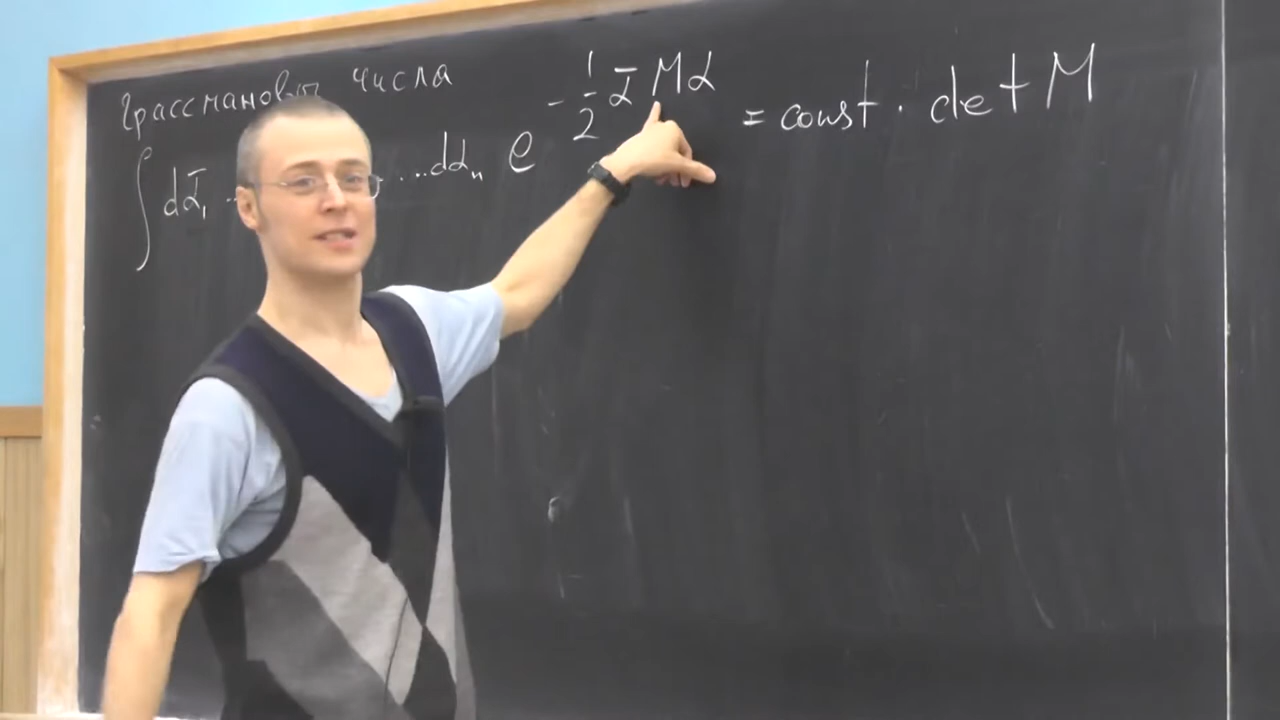 Грассмановы числа
∫ dᾱ₁ .. ...dαₙ e^{-½ ᾱMα} = const · det M